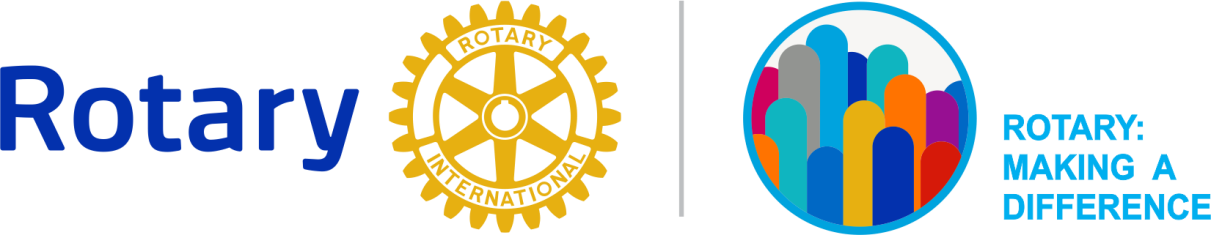 Rotary
ROTARY
INTERNATIONAL
ROTARY:
MAKING A
DIFFERENCE